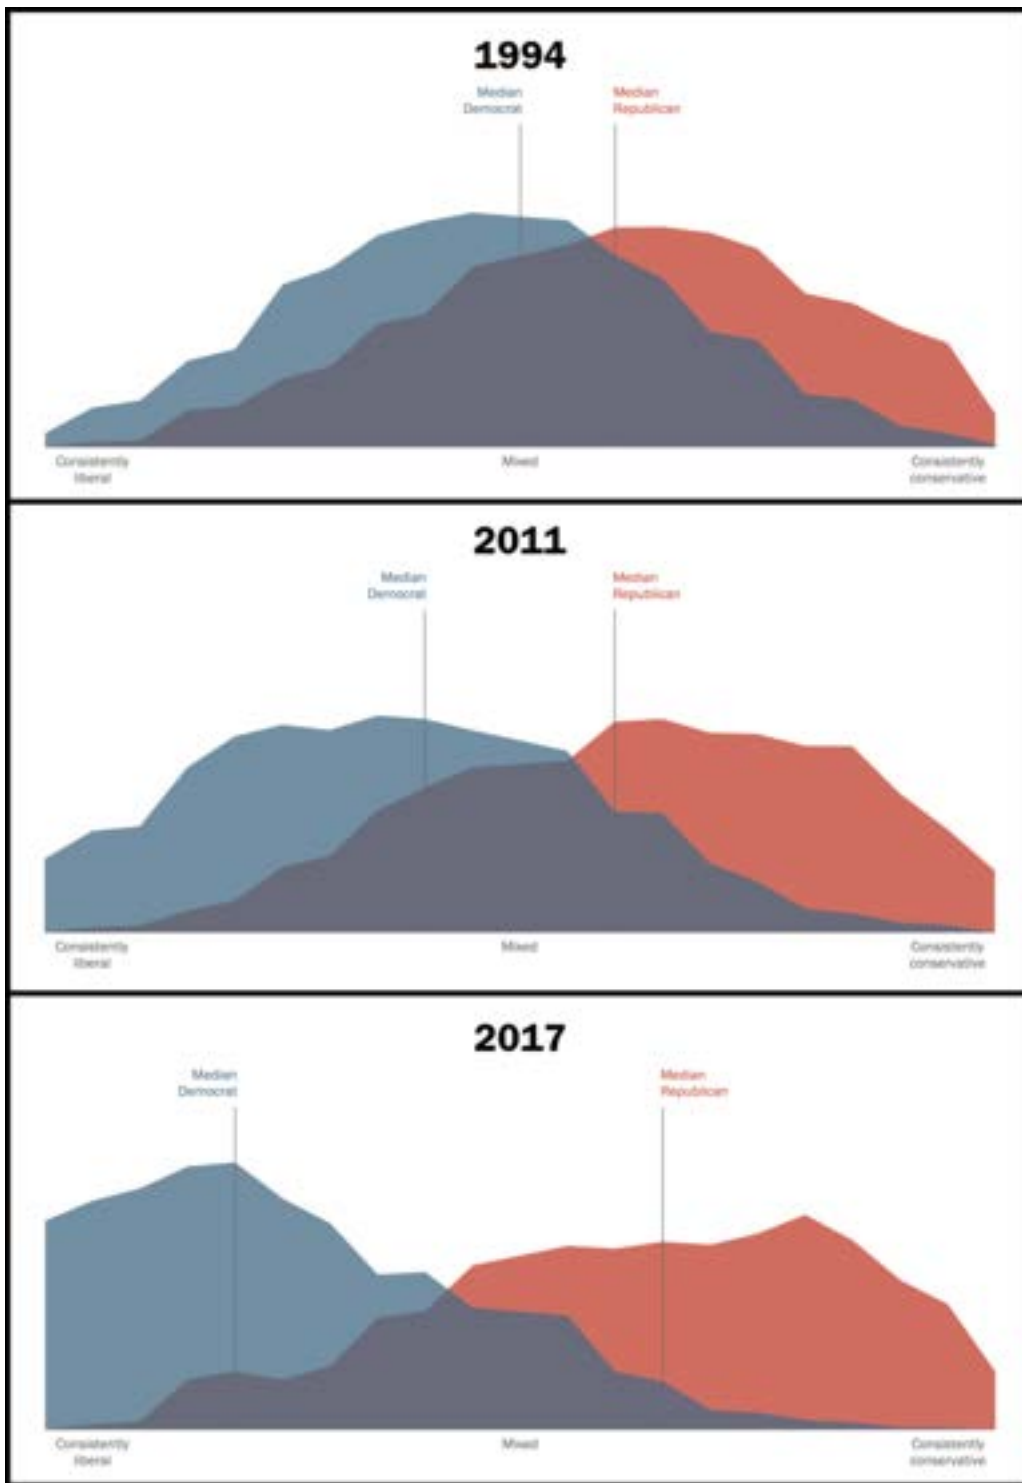 1994
Median
Democrat
Median
Republican
Consistently
liberal
Mixed
Consistently
conservative
2011
Median
Democrat
Median
Republican
Consistently
liberal
Mixed
Consistently
conservative
2017
Median
Democrat
Median
Republican
Consistently
liberal
Mixed
Consistently
conservative